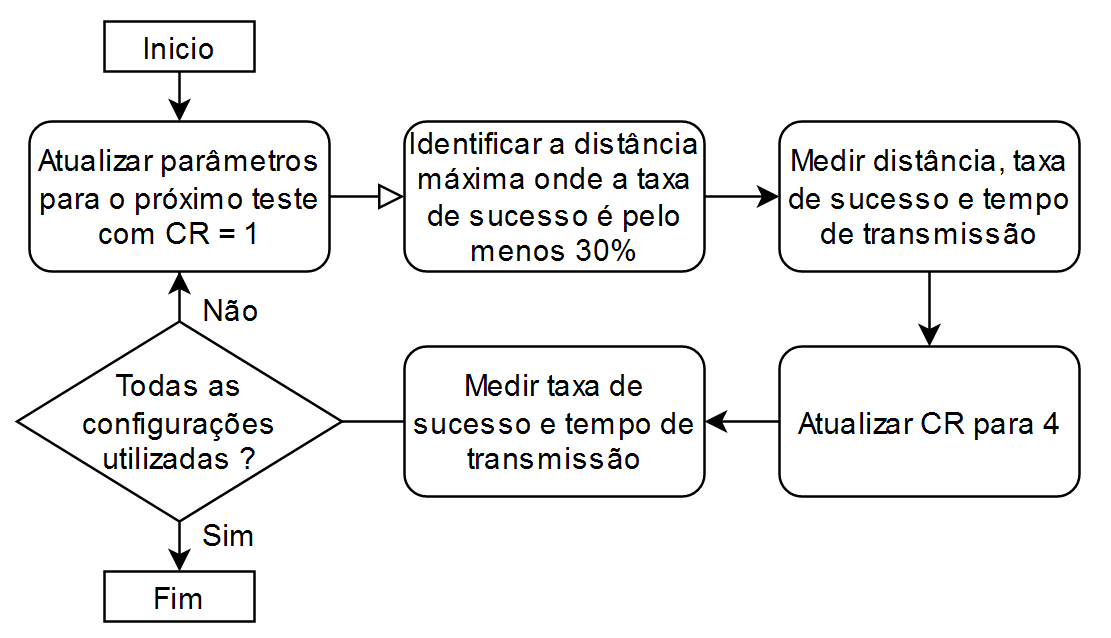 Inicio
Atualizar parâmetros
para o próximo teste
com CR = 1
Identificar a distância
máxima onde a taxa
de sucesso é pelo
menos 30%
Medir distância, taxa
de sucesso e tempo
de transmissão
Atualizar CR para 4
Medir taxa de
sucesso e tempo de
transmissão
Todas as
configurações
utilizadas ?
Não
Sim
Fim